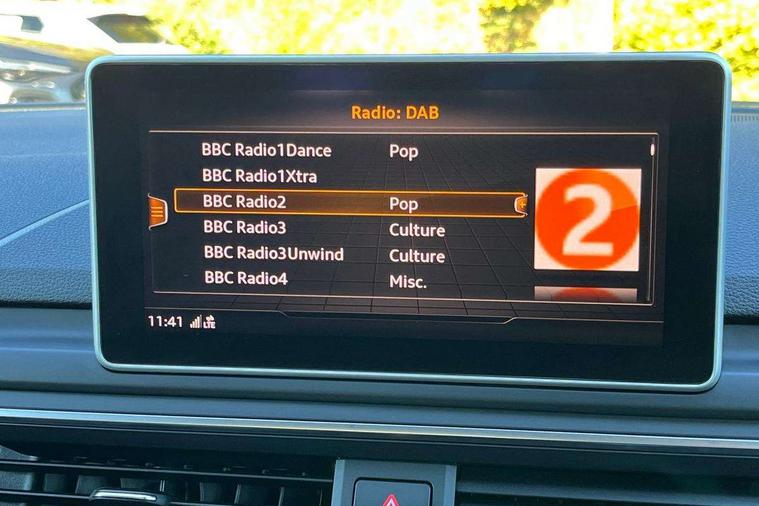 Radio: DAB
BBC Radio1Dance Pop
BBC Radio1Xtra
BBC Radio2 Pop
BBC Radio3 Culture
BBC Radio3Unwind Culture
BBC Radio4 Misc.
2
11:41 LTE